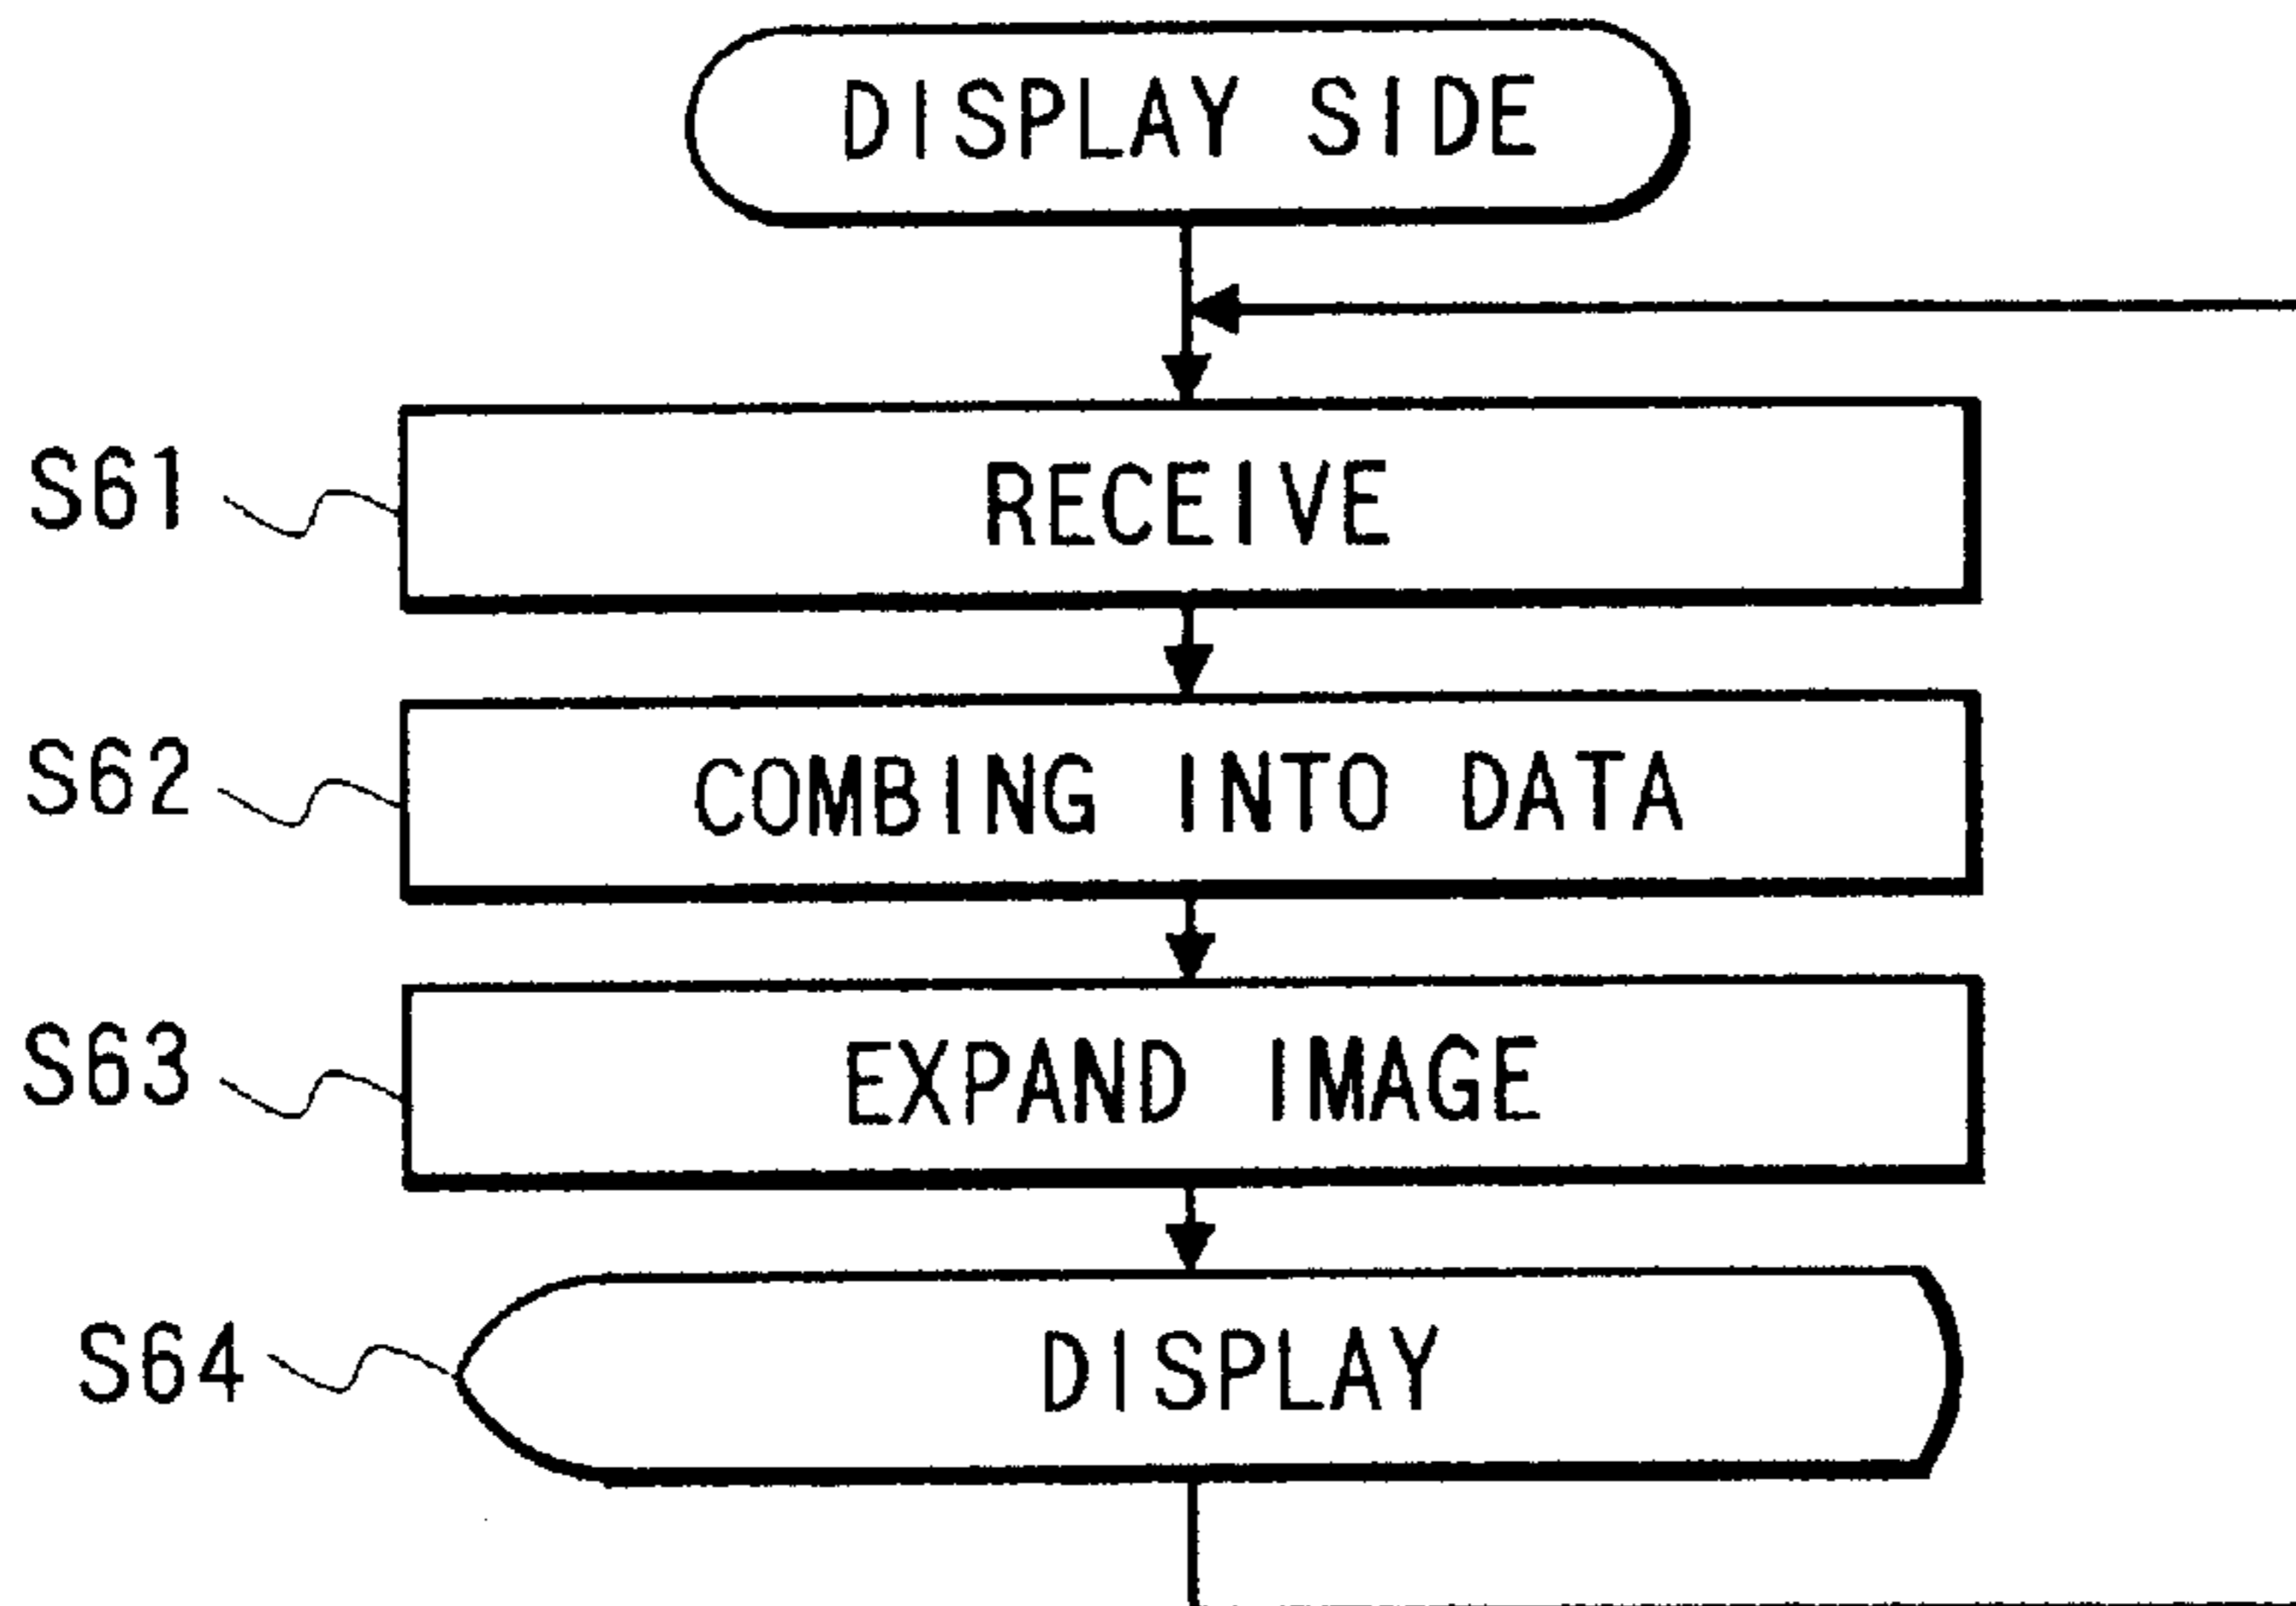 DISPLAY SIDE
S61
RECEIVE
S62
COMBING INTO DATA
S63
EXPAND IMAGE
S64
DISPLAY